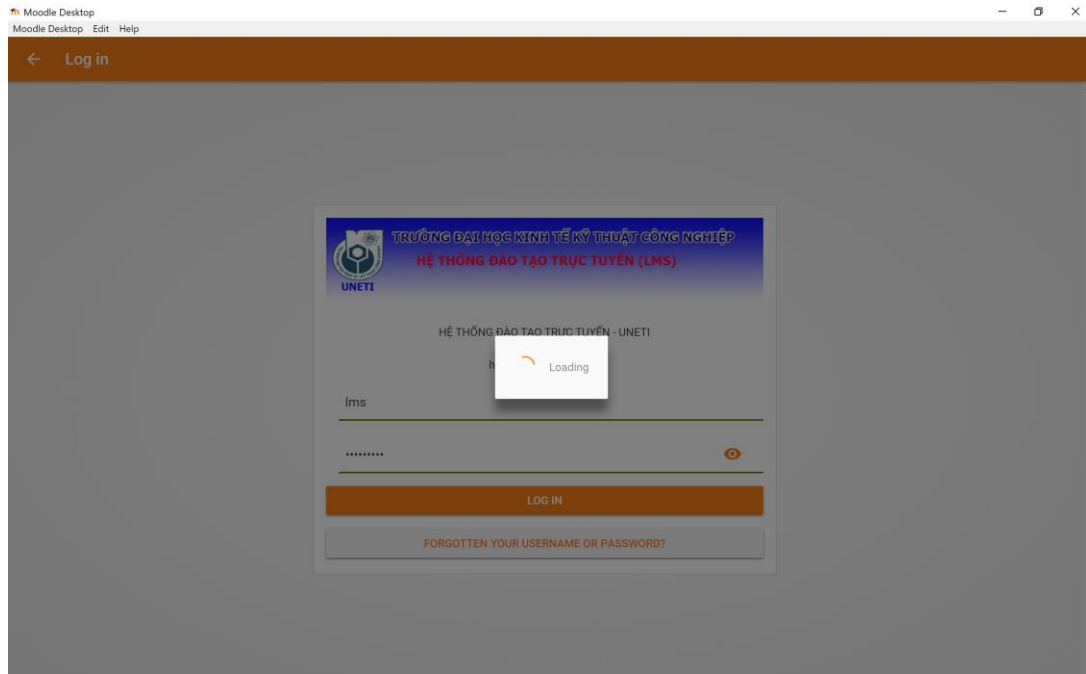 Moodle Desktop
Moodle Desktop Edit Help
Log in
TRƯỜNG ĐẠI HỌC KINH TẾ KỸ THUẬT CÔNG NGHIỆP
HỆ THỐNG ĐÀO TẠO TRỰC TUYẾN (LMS)
UNETI
HỆ THỐNG ĐÀO TẠO TRỰC TUYẾN - UNETI
h
Loading
lms
•••••••••
LOG IN
FORGOTTEN YOUR USERNAME OR PASSWORD?